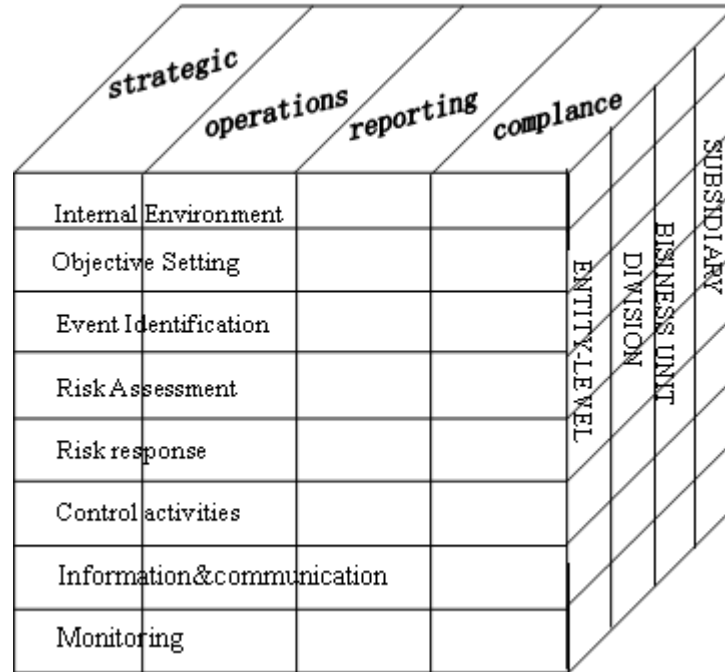 strategic
operations
reporting
complance
Internal Environment
Objective Setting
Event Identification
Risk Assessment
Risk response
Control activities
Information&communication
Monitoring
ENTITY-LEVEL
DIVISION
BISINESS UNIT
SUBSIDIARY